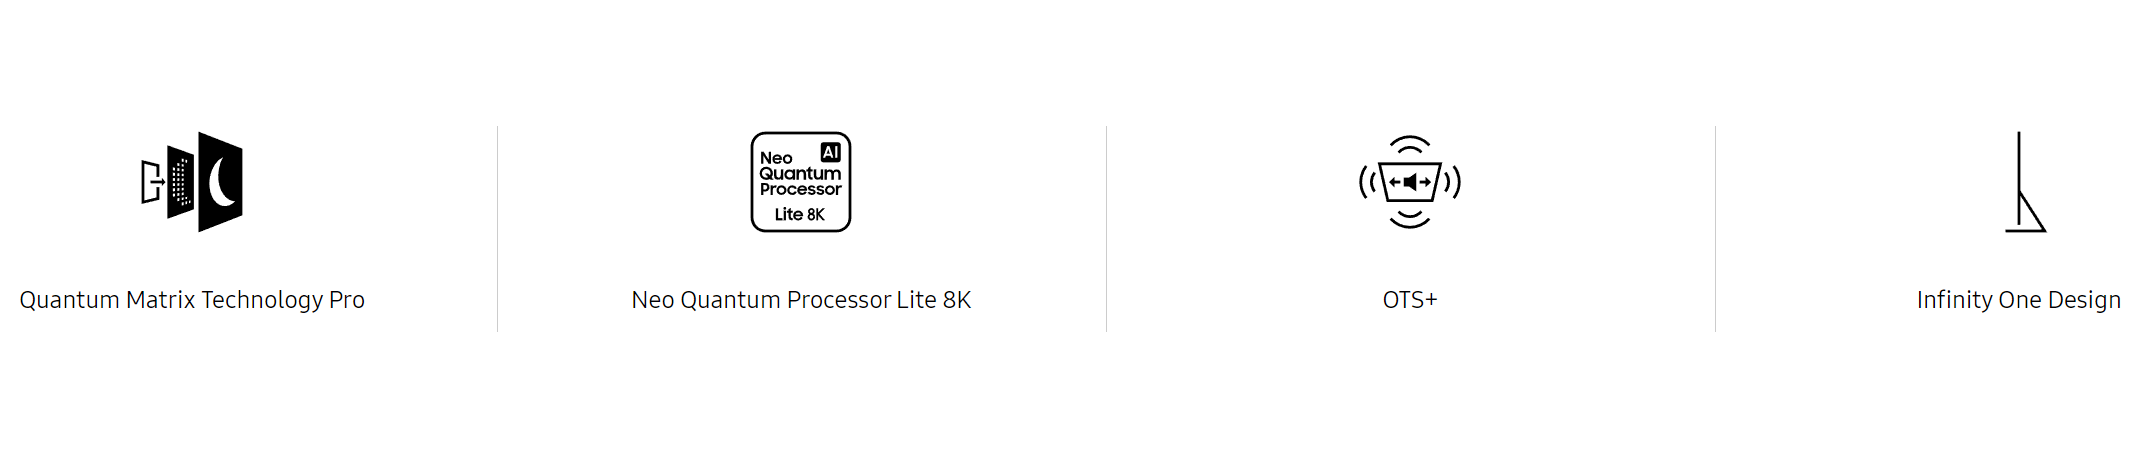 Neo AI
Quantum
Processor
Lite 8K
Quantum Matrix Technology Pro
Neo Quantum Processor Lite 8K
OTS+
Infinity One Design